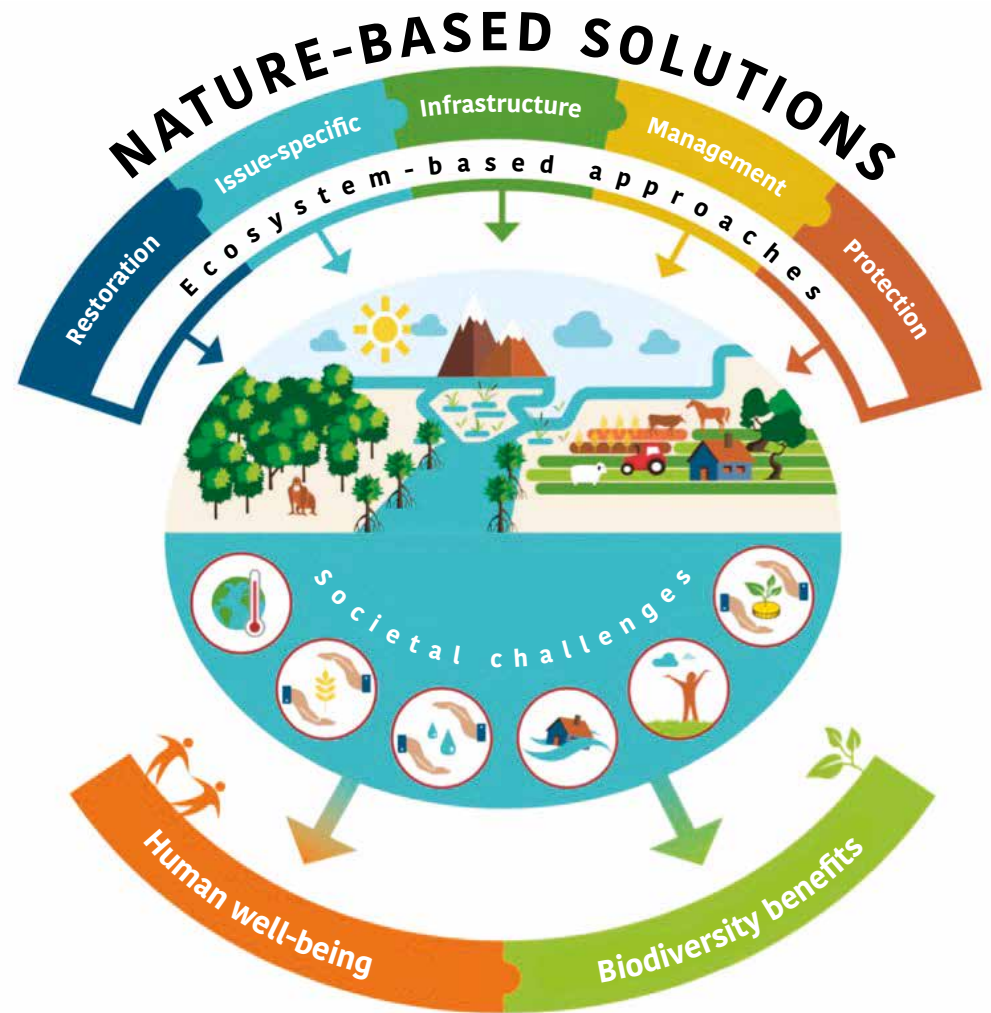 NATURE-BASED SOLUTIONS
Restoration
Issue-specific
Infrastructure
Management
Protection
Ecosystem-based approaches
Societal challenges
Human well-being
Biodiversity benefits